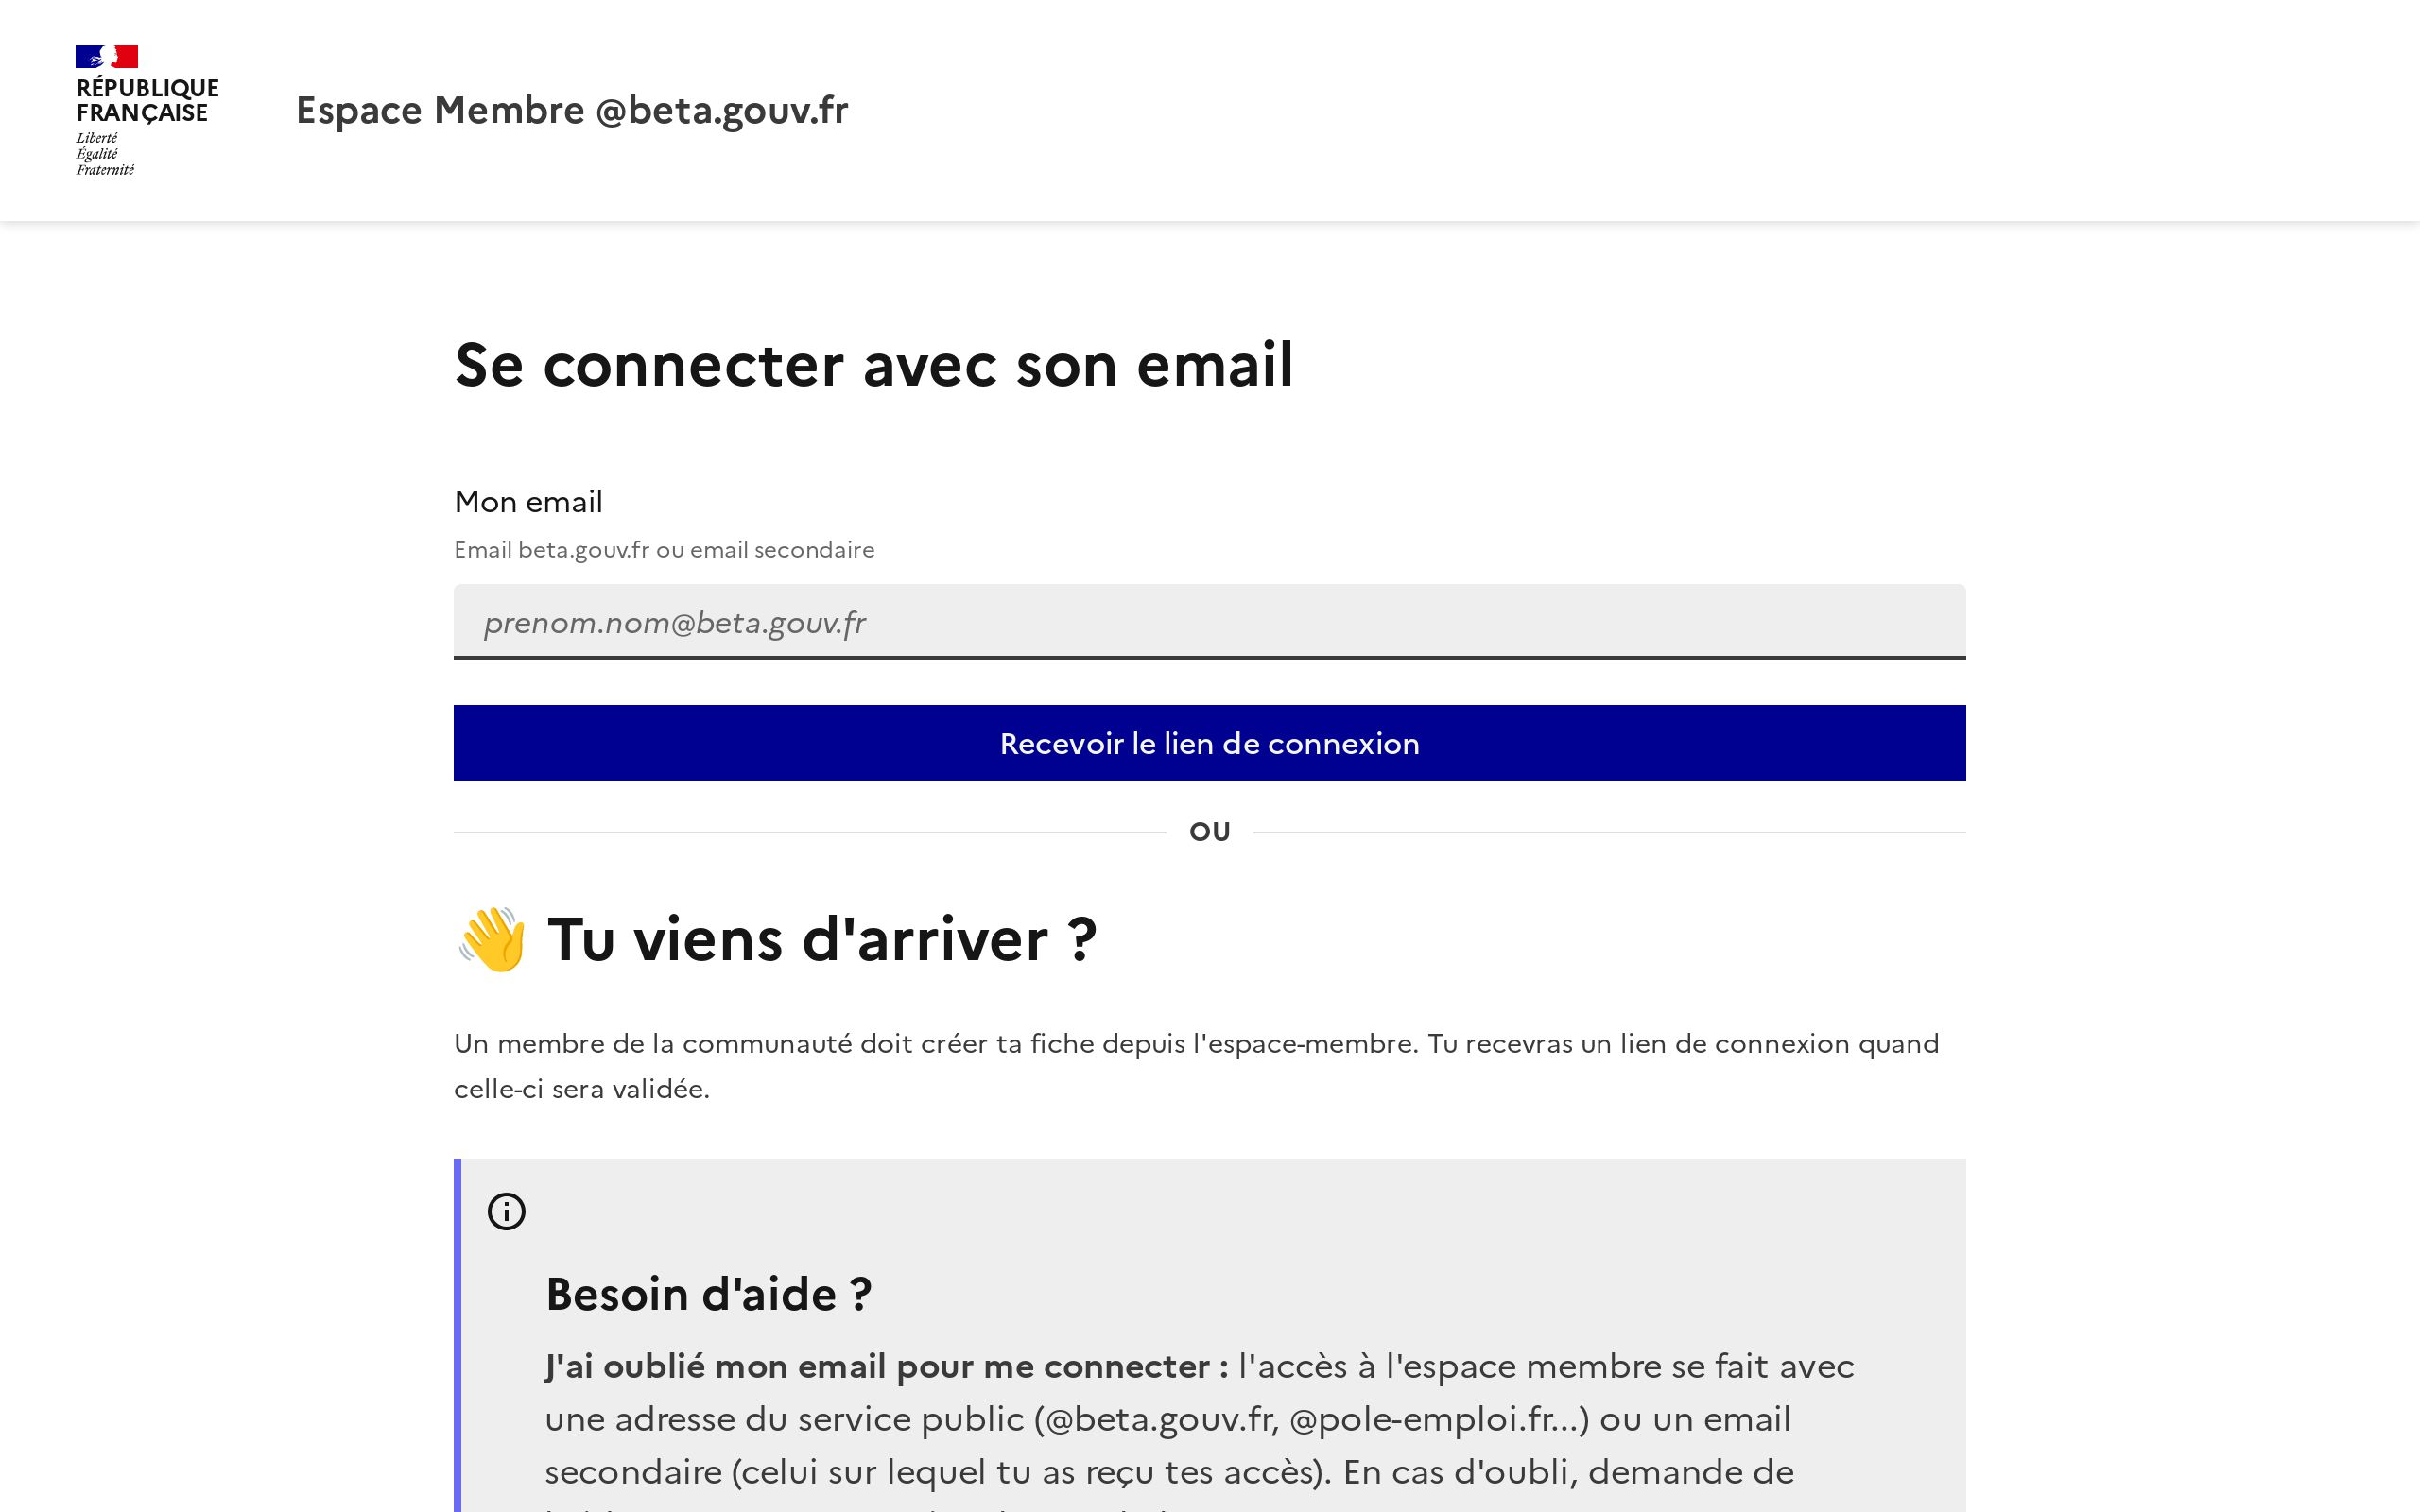 RÉPUBLIQUE
FRANÇAISE
Liberté
Égalité
Fraternité
Espace Membre @beta.gouv.fr
Se connecter avec son email
Mon email
Email beta.gouv.fr ou email secondaire
prenom.nom@beta.gouv.fr
Recevoir le lien de connexion
OU
👋 Tu viens d'arriver ?
Un membre de la communauté doit créer ta fiche depuis l'espace-membre. Tu recevras un lien de connexion quand
celle-ci sera validée.
Besoin d'aide ?
J'ai oublié mon email pour me connecter : l'accès à l'espace membre se fait avec
une adresse du service public (@beta.gouv.fr, @pole-emploi.fr...) ou un email
secondaire (celui sur lequel tu as reçu tes accès). En cas d'oubli, demande de